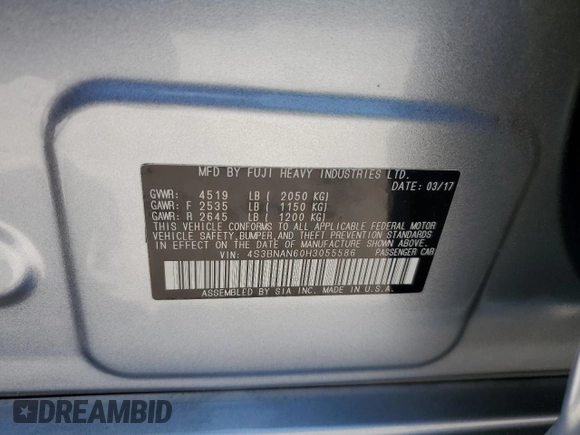 MFD BY FUJI HEAVY INDUSTRIES LTD.
DATE: 03/17
GVWR: 4519 LB ( 2050 KG)
GAWR: F 2535 LB ( 1150 KG)
GAWR: R 2645 LB ( 1200 KG)
THIS VEHICLE CONFORMS TO ALL APPLICABLE FEDERAL MOTOR
VEHICLE SAFETY,BUMPER,AND THEFT PREVENTION STANDARDS
IN EFFECT ON THE DATE OF MANUFACTURE SHOWN ABOVE.
VIN: 4S3BNAN60H3055586 PASSENGER CAR
ASSEMBLED BY SIA INC. MADE IN U.S.A.
DREAMBID